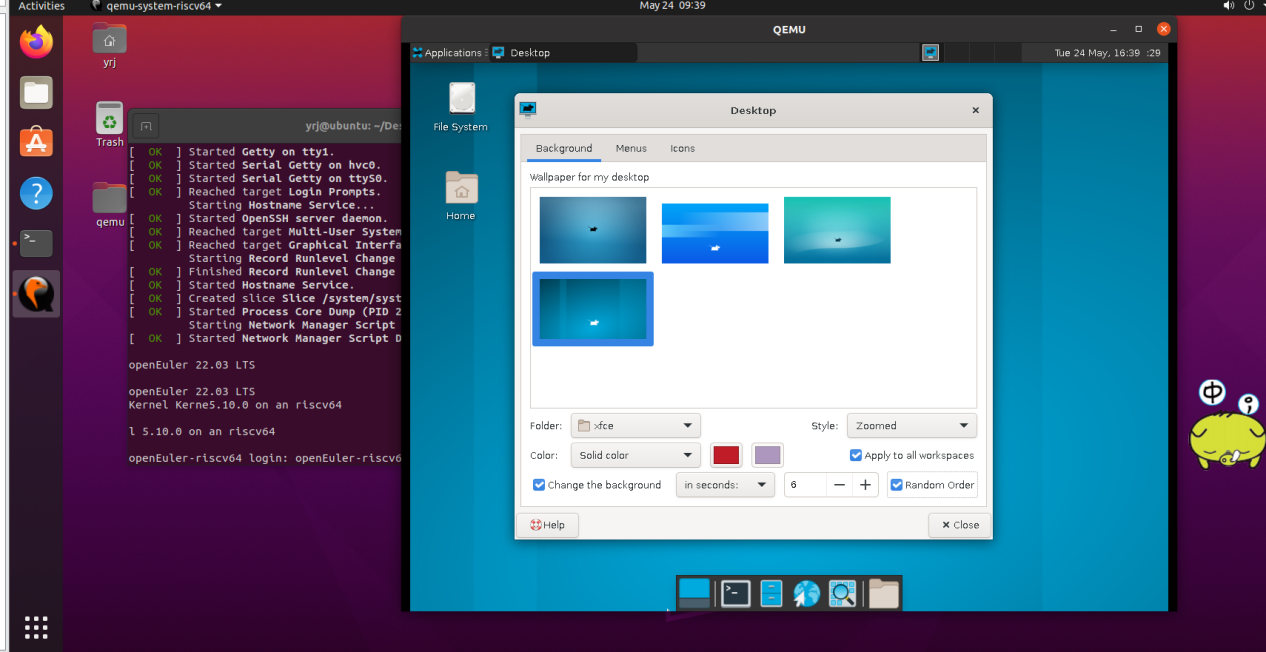 Activities
qemu-system-riscv64
May 24 09:39
yrj
Trash
qemu
yrj@ubuntu: ~/Des
[ OK ] Started Getty on tty1.
[ OK ] Started Serial Getty on hvc0.
[ OK ] Started Serial Getty on ttyS0.
[ OK ] Reached target Login Prompts.
Starting Hostname Service...
[ OK ] Started OpenSSH server daemon.
[ OK ] Reached target Multi-User System
[ OK ] Reached target Graphical Interfa
Starting Record Runlevel Change
[ OK ] Finished Record Runlevel Change
[ OK ] Started Hostname Service.
[ OK ] Created slice Slice /system/syst
[ OK ] Started Process Core Dump (PID 2
Starting Network Manager Script
[ OK ] Started Network Manager Script D
openEuler 22.03 LTS
openEuler 22.03 LTS
Kernel Kerne5.10.0 on an riscv64
l 5.10.0 on an riscv64
openEuler-riscv64 login: openEuler-riscv6
QEMU
Applications
Desktop
Tue 24 May, 16:39 :29
File System
Home
Desktop
Background
Menus
Icons
Wallpaper for my desktop
Folder:
xfce
Style:
Zoomed
Color:
Solid color
Apply to all workspaces
Change the background
in seconds:
6
Random Order
Help
Close
中